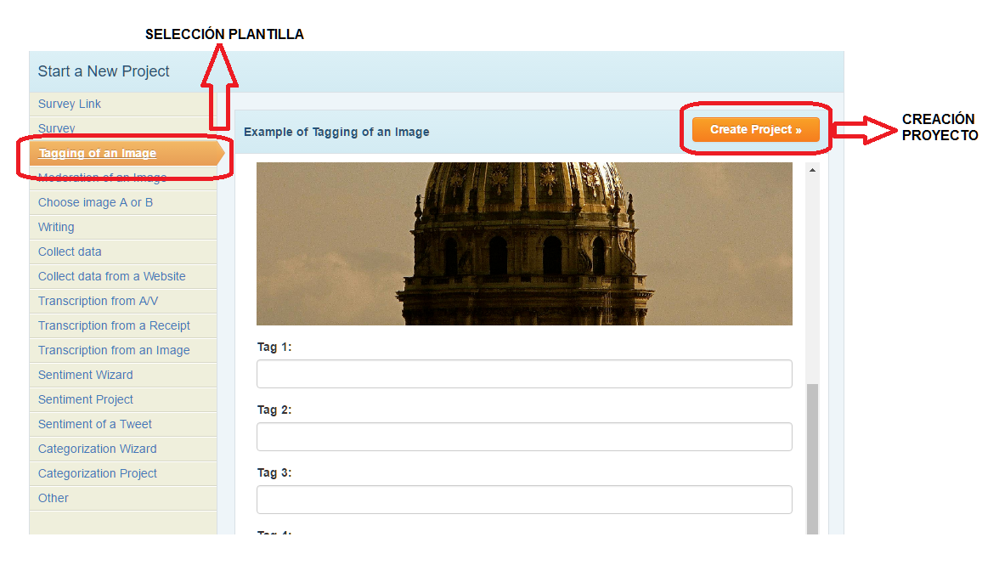 SELECCIÓN PLANTILLA
Start a New Project
Survey Link
Survey
Tagging of an Image
Moderation of an Image
Choose image A or B
Writing
Collect data
Collect data from a Website
Transcription from A/V
Transcription from a Receipt
Transcription from an Image
Sentiment Wizard
Sentiment Project
Sentiment of a Tweet
Categorization Wizard
Categorization Project
Other
Example of Tagging of an Image
Create Project »
CREACIÓN
PROYECTO
Tag 1:
Tag 2:
Tag 3:
Tag 4: